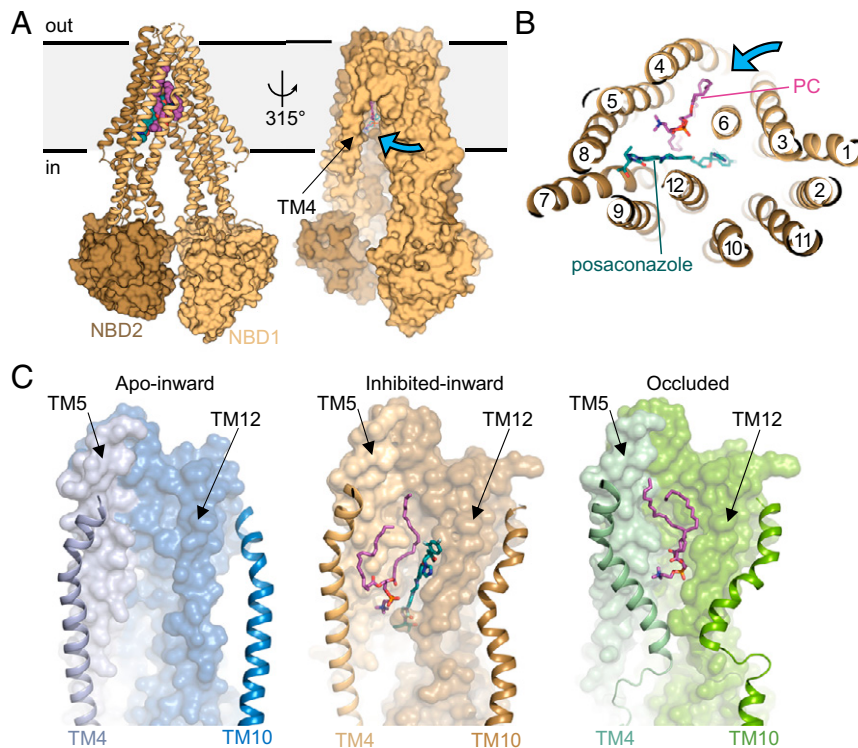 A
out
in
315°
TM4
NBD2
NBD1
B
4
PC
5
6
8
3
1
7
12
2
9
10
11
posaconazole
C
Apo-inward
Inhibited-inward
Occluded
TM5
TM12
TM5
TM12
TM5
TM12
TM4
TM10
TM4
TM10
TM4
TM10